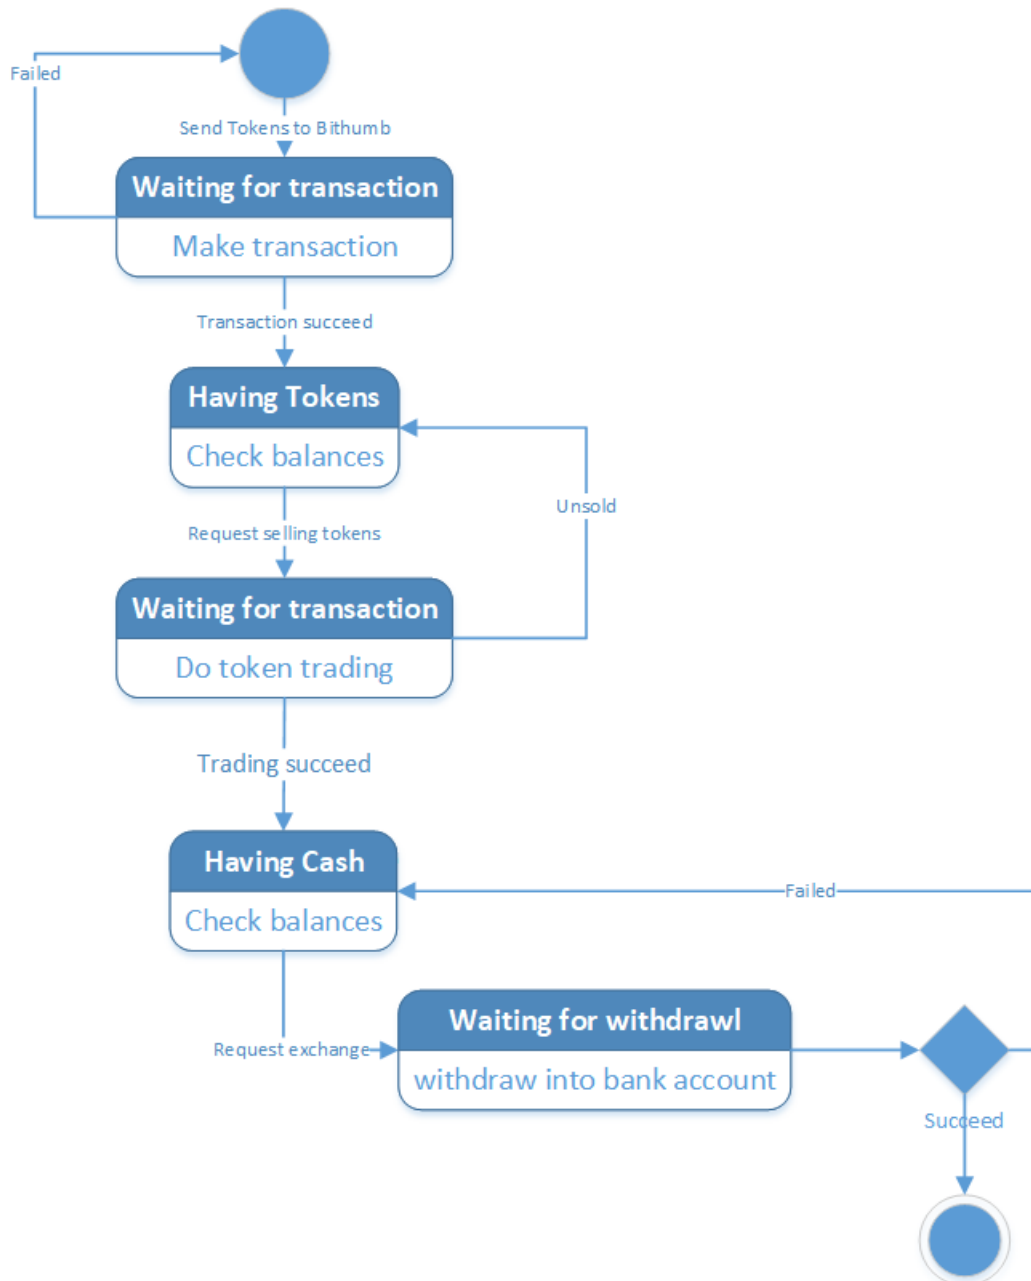 Failed
Send Tokens to Bithumb
Waiting for transaction
Make transaction
Transaction succeed
Having Tokens
Check balances
Unsold
Request selling tokens
Waiting for transaction
Do token trading
Trading succeed
Having Cash
Failed
Check balances
Waiting for withdrawl
Request exchange
withdraw into bank account
Succeed